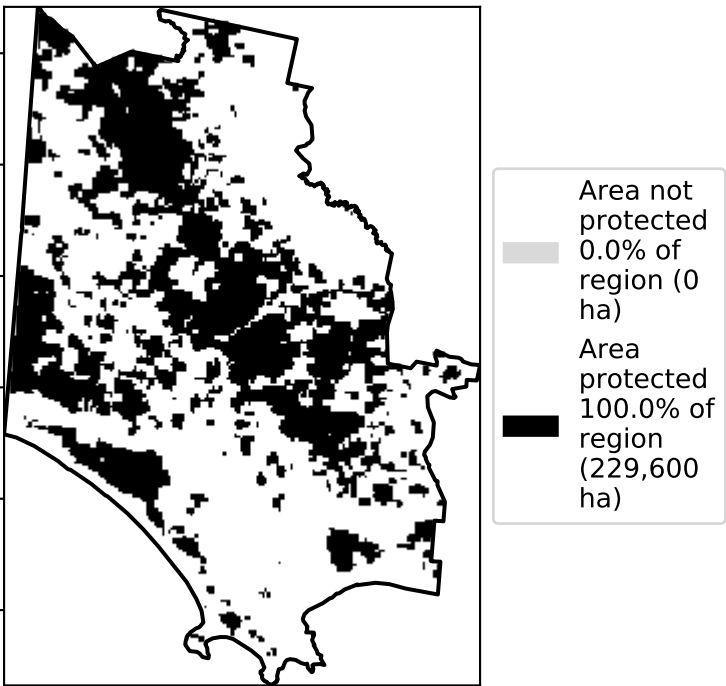 Area not
protected
0.0% of
region (0
ha)
Area
protected
100.0% of
region
(229,600
ha)